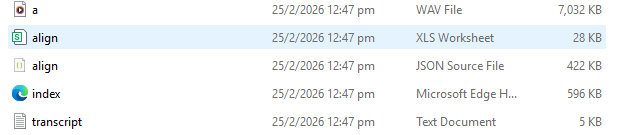 a 25/2/2026 12:47 pm WAV File 7,032 KB
align 25/2/2026 12:47 pm XLS Worksheet 28 KB
align 25/2/2026 12:47 pm JSON Source File 422 KB
index 25/2/2026 12:47 pm Microsoft Edge H... 596 KB
transcript 25/2/2026 12:47 pm Text Document 5 KB